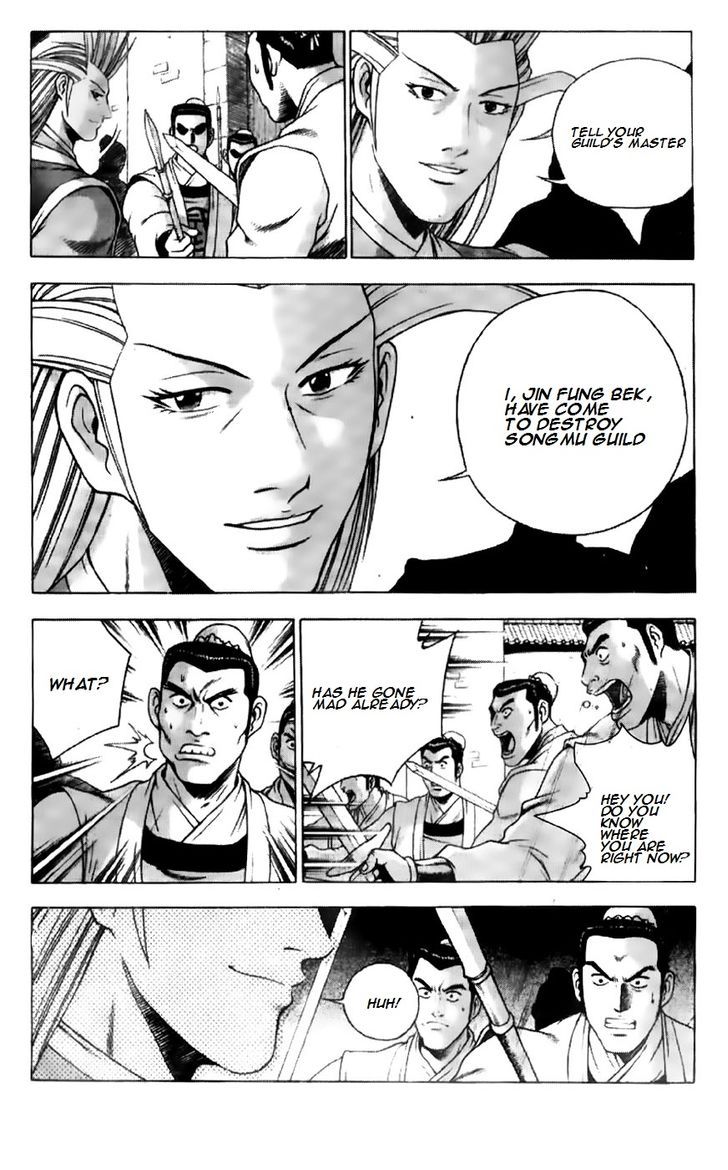 TELL YOUR
GUILD'S MASTER
I, JIN FUNG BEK,
HAVE COME
TO DESTROY
SONGMU GUILD
WHAT?
HAS HE GONE
MAD ALREADY?
HEY YOU!
DO YOU
KNOW
WHERE
YOU ARE
RIGHT NOW?
HUH!